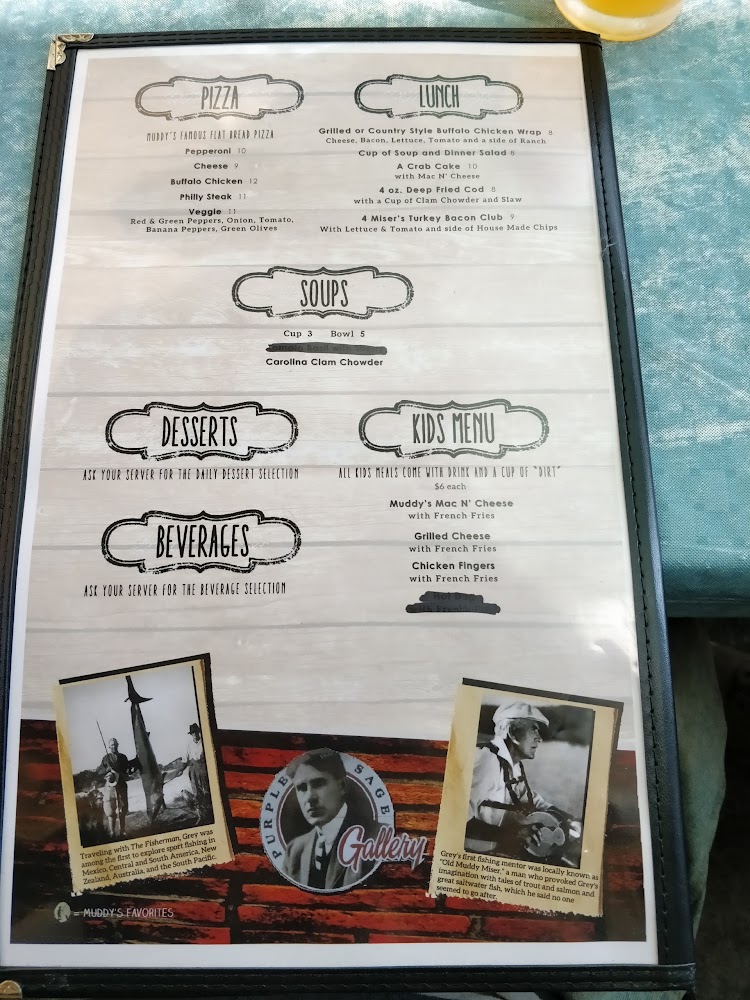 PIZZA
MUDDY'S FAMOUS FLAT BREAD PIZZA
Pepperoni 10
Cheese 9
Buffalo Chicken 12
Philly Steak 11
Veggie 11
Red & Green Peppers, Onion, Tomato,
Banana Peppers, Green Olives
LUNCH
Grilled or Country Style Buffalo Chicken Wrap 8
Cheese, Bacon, Lettuce, Tomato and a side of Ranch
Cup of Soup and Dinner Salad 8
A Crab Cake 10
with Mac N' Cheese
4 oz. Deep Fried Cod 8
with a Cup of Clam Chowder and Slaw
4 Miser's Turkey Bacon Club 9
With Lettuce & Tomato and side of House Made Chips
SOUPS
Cup 3 Bowl 5
Carolina Clam Chowder
DESSERTS
ASK YOUR SERVER FOR THE DAILY DESSERT SELECTION
BEVERAGES
ASK YOUR SERVER FOR THE BEVERAGE SELECTION
KIDS MENU
ALL KIDS MEALS COME WITH DRINK AND A CUP OF "DIRT"
$6 each
Muddy's Mac N' Cheese
with French Fries
Grilled Cheese
with French Fries
Chicken Fingers
with French Fries
Traveling with The Fisherman, Grey was
among the first to explore sport fishing in
Mexico, Central and South America, New
Zealand, Australia, and the South Pacific.
PURPLE SAGE
Gallery
Grey's first fishing mentor was locally known as
"Old Muddy Miser," a man who provoked Grey's
imagination with tales of trout and salmon and
great saltwater fish, which he said no one
seemed to go after.
= MUDDY'S FAVORITES